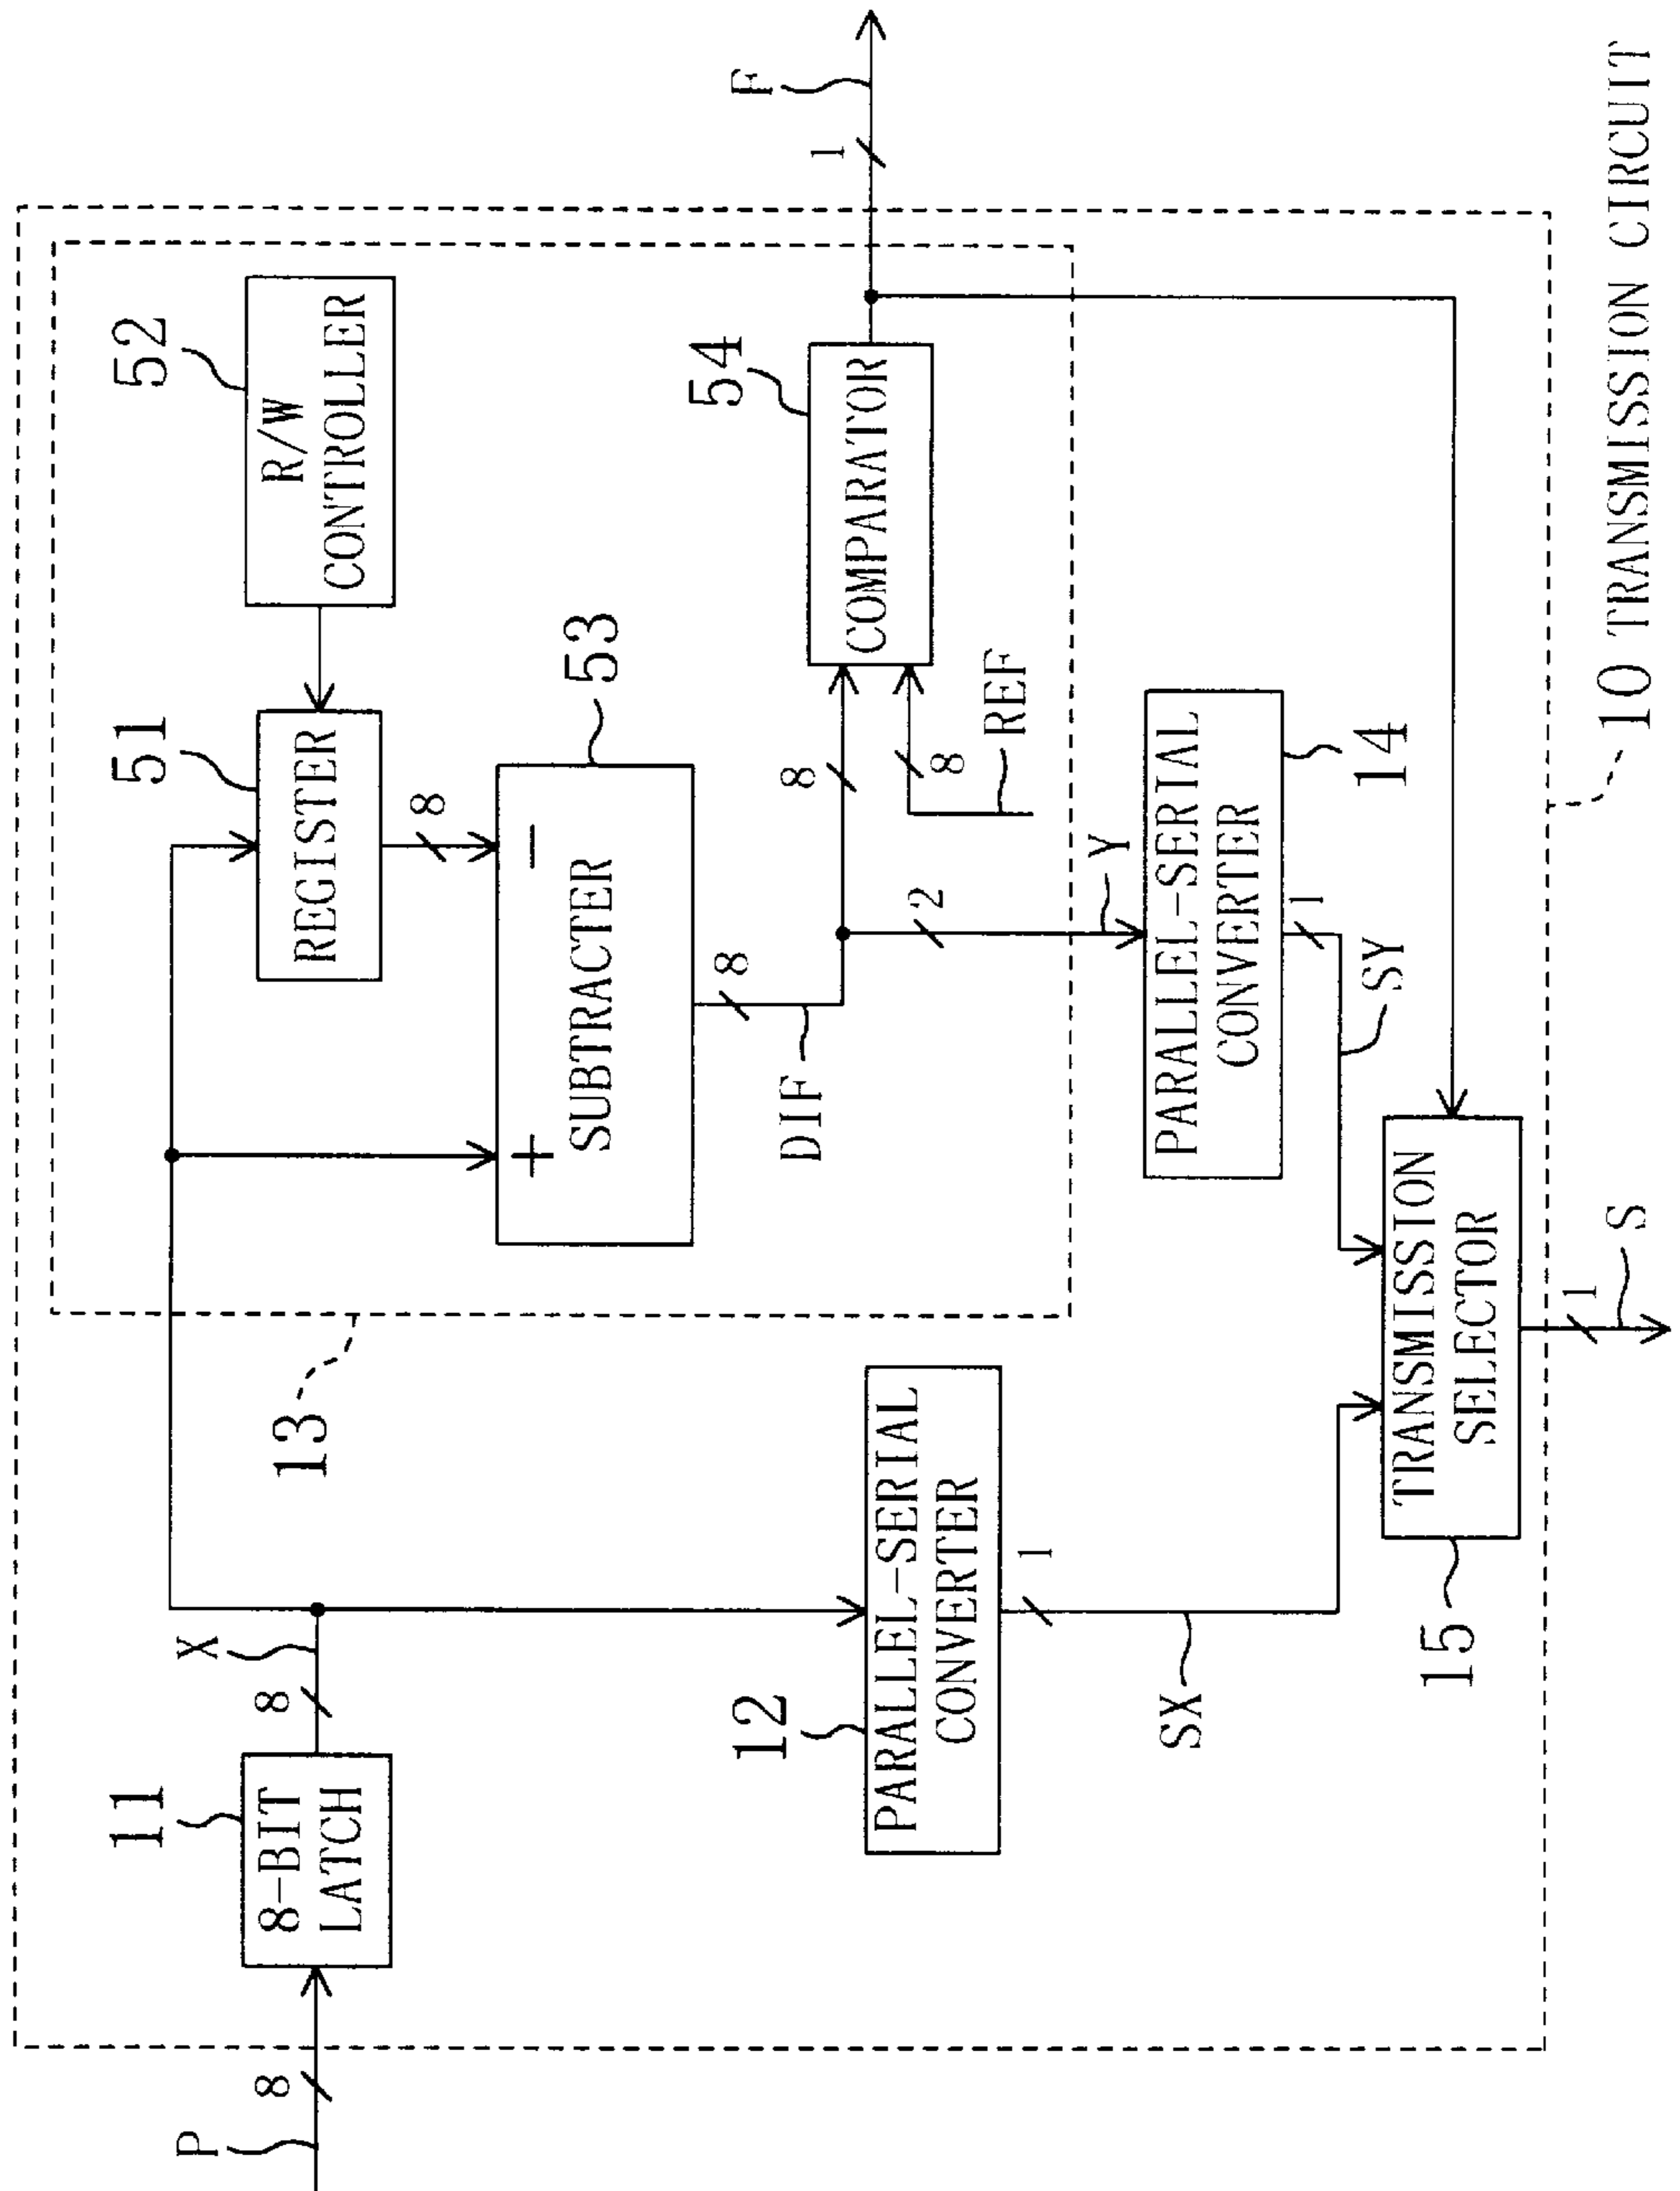 P
8
11
8-BIT
LATCH
8
X
13
51
REGISTER
52
R/W
CONTROLLER
8
+
-
SUBTRACTER
53
8
DIF
8
8
REF
54
COMPARATOR
1
F
2
Y
12
PARALLEL-SERIAL
CONVERTER
1
SX
14
PARALLEL-SERIAL
CONVERTER
1
SY
15
TRANSMISSION
SELECTOR
1
S
10 TRANSMISSION CIRCUIT